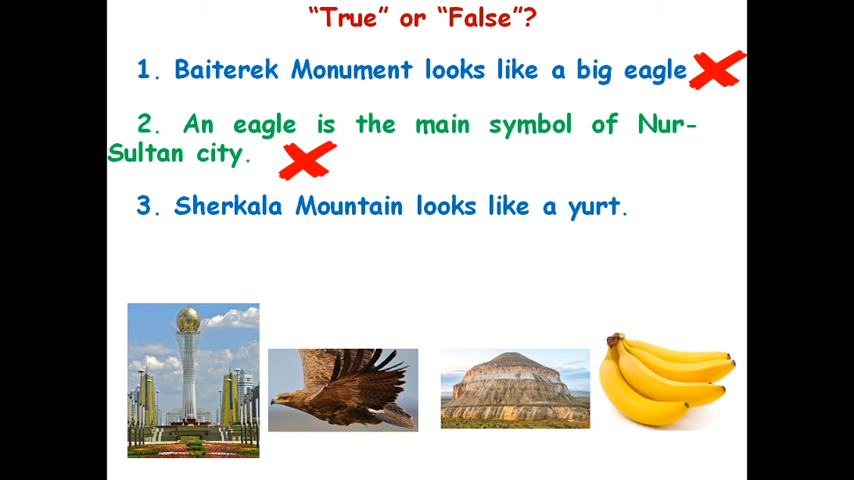 “True” or “False”?
1. Baiterek Monument looks like a big eagle
2. An eagle is the main symbol of Nur-
Sultan city.
3. Sherkala Mountain looks like a yurt.